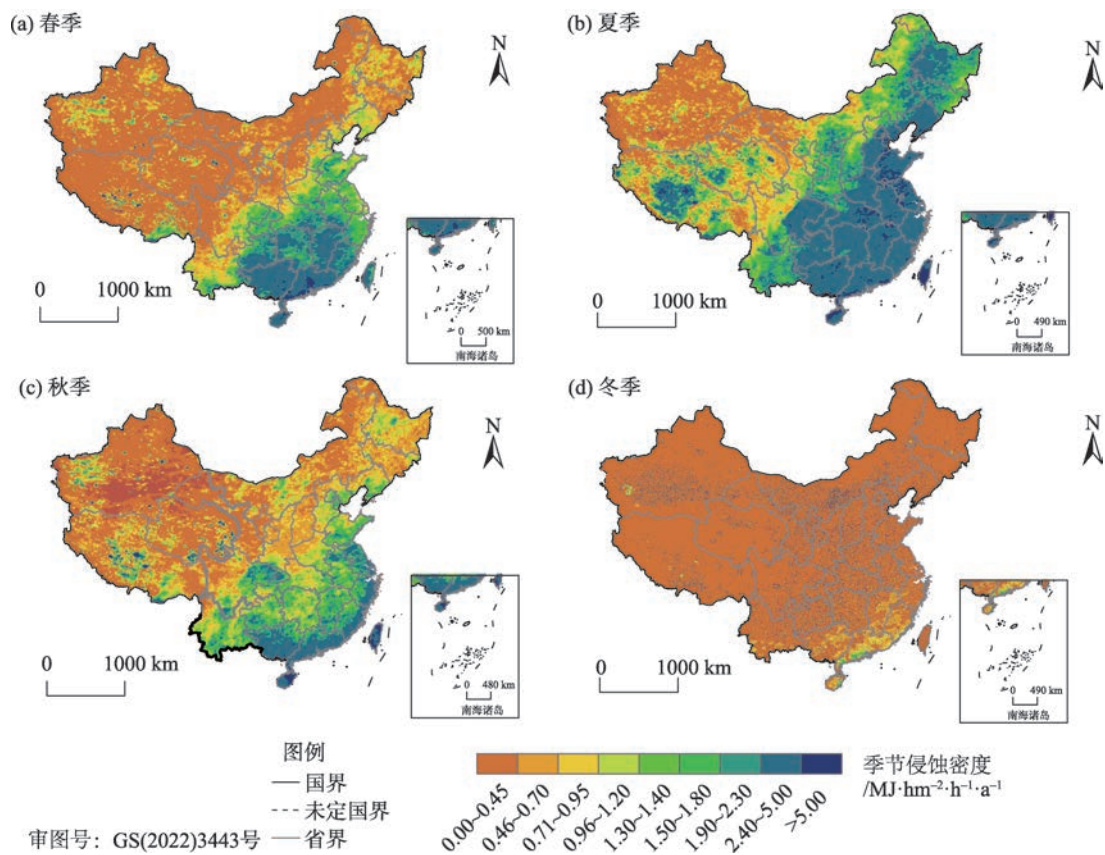 (a) 春季
N
0 1000 km
0 500 km
南海诸岛
(b) 夏季
N
0 1000 km
0 490 km
南海诸岛
(c) 秋季
N
0 1000 km
0 480 km
南海诸岛
(d) 冬季
N
0 1000 km
0 490 km
南海诸岛
图例
国界
未定国界
省界
审图号：GS(2022)3443号
0.00~0.45
0.46~0.70
0.71~0.95
0.96~1.20
1.30~1.40
1.50~1.80
1.90~2.30
2.40~5.00
>5.00
季节侵蚀密度
/MJ·hm⁻²·h⁻¹·a⁻¹